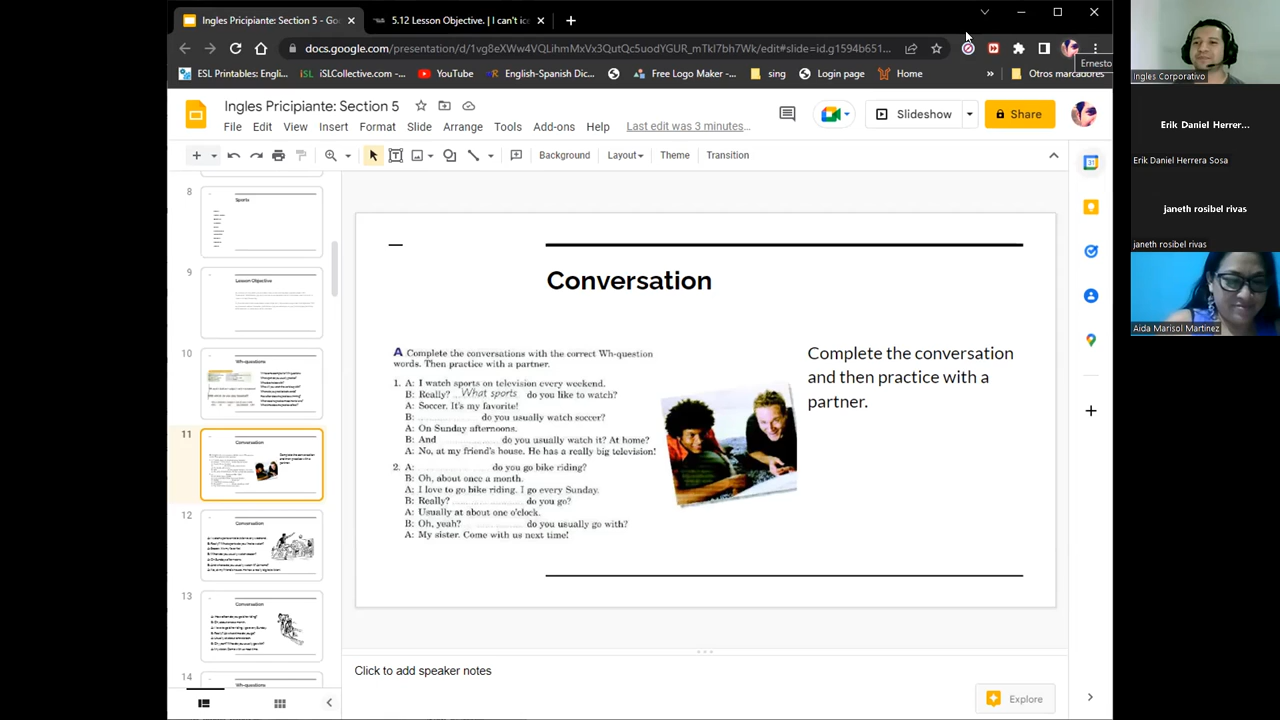 Ingles Pricipiante: Section 5 - Go
5.12 Lesson Objective. | I can't ice
docs.google.com/presentation/d/1vg8eXWw4VQLihmMxVx3QutQc5uodYGUR_mTkI7bh7Wk/edit#slide=id.g1594b651...
Ernesto
ESL Printables: Engli...
iSLCollective.com -...
YouTube
English-Spanish Dic...
Free Logo Maker -...
sing
Login page
Home
»
Otros marcadores
Ingles Pricipiante: Section 5
File Edit View Insert Format Slide Arrange Tools Add-ons Help
Last edit was 3 minutes...
Slideshow
Share
Background Layout Theme Transition
8
Sports
9
Lesson Objective
10
Wh-questions
11
Conversation
12
Conversation
13
Conversation
14
Wh-questions
Conversation
A Complete the conversations with the correct Wh-question
words. Then practice with a partner.
1. A: I watch sports on television every weekend.
B: Really? What sports do you like to watch?
A: Soccer. It's my favorite!
B: do you usually watch soccer?
A: On Sunday afternoons.
B: And do you usually watch it? At home?
A: No, at my friend's house. He has a really big television!
2. A: do you go bike riding?
B: Oh, about once a month.
A: I love to go bike riding. I go every Sunday.
B: Really? do you go?
A: Usually at about one o'clock.
B: Oh, yeah? do you usually go with?
A: My sister. Come with us next time!
Complete the conversation
and then practice with a
partner.
Click to add speaker notes
Explore
Ingles Corporativo
Erik Daniel Herrer...
Erik Daniel Herrera Sosa
janeth rosibel rivas
janeth rosibel rivas
Aida Marisol Martinez